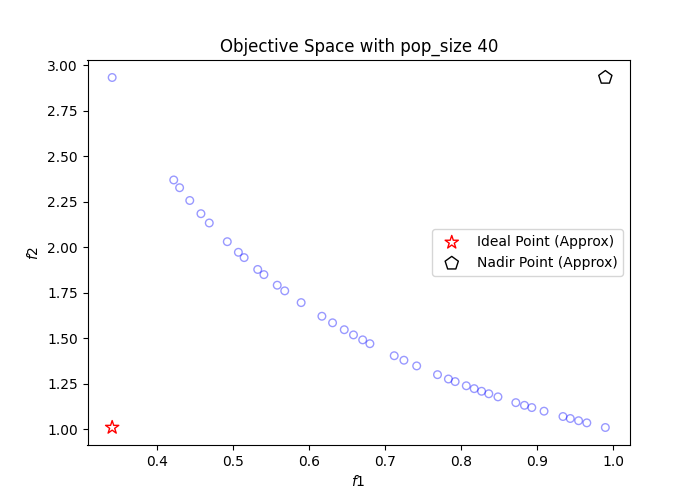 Objective Space with pop_size 40
3.00
2.75
2.50
2.25
2.00
1.75
1.50
1.25
1.00
f2
Ideal Point (Approx)
Nadir Point (Approx)
0.4 0.5 0.6 0.7 0.8 0.9 1.0
f1